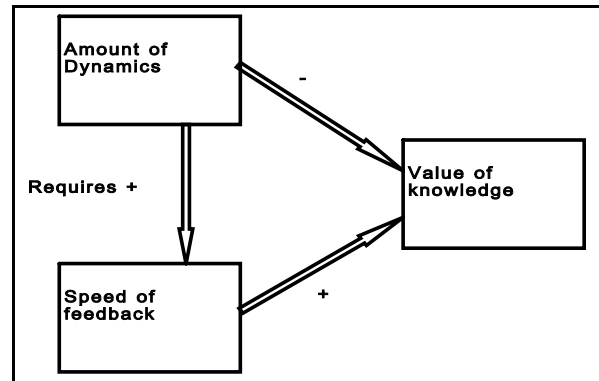 Amount of
Dynamics
-
Value of
knowledge
Requires +
Speed of
feedback
+